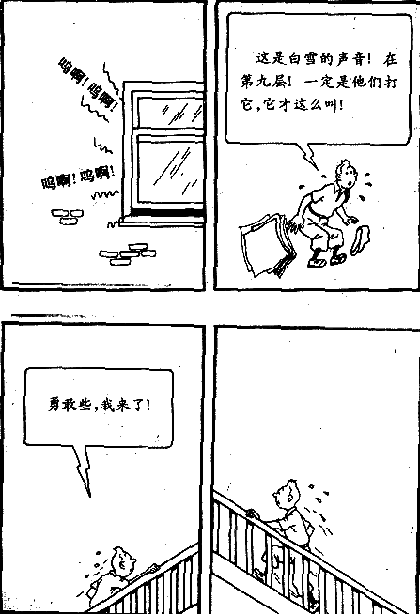 呜啊！呜啊！
呜啊！呜啊！
这是白雪的声音！在
第九层！一定是他们打
它，它才这么叫！
勇敢些，我来了！